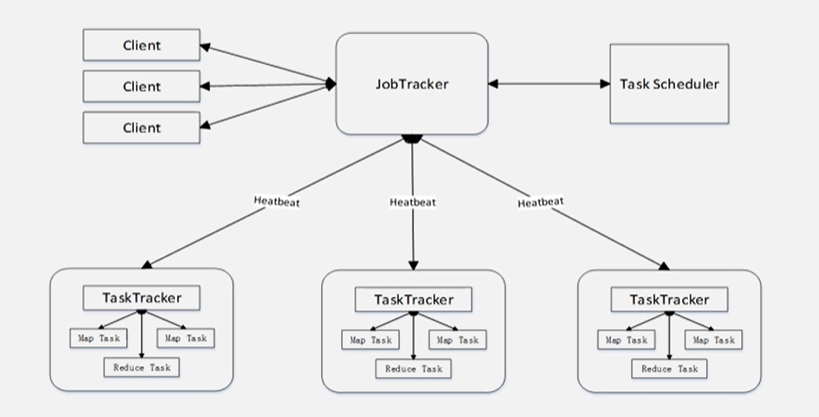 Client
Client
Client
JobTracker
Task Scheduler
Heatbeat
Heatbeat
Heatbeat
TaskTracker
Map Task
Map Task
Reduce Task
TaskTracker
Map Task
Map Task
Reduce Task
TaskTracker
Map Task
Map Task
Reduce Task